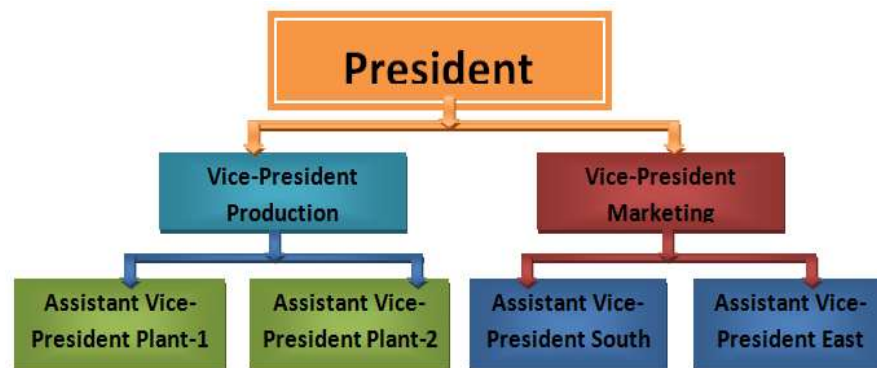 President
Vice-President
Production
Vice-President
Marketing
Assistant Vice-
President Plant-1
Assistant Vice-
President Plant-2
Assistant Vice-
President South
Assistant Vice-
President East